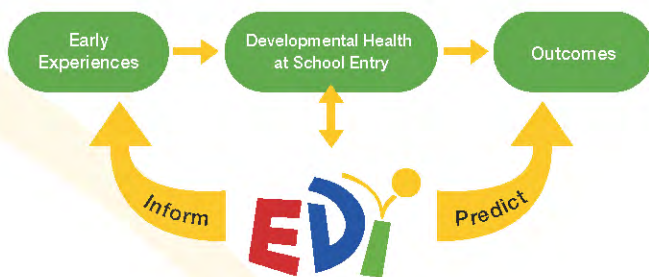 Early
Experiences
Developmental Health
at School Entry
Outcomes
Inform
EDI
Predict